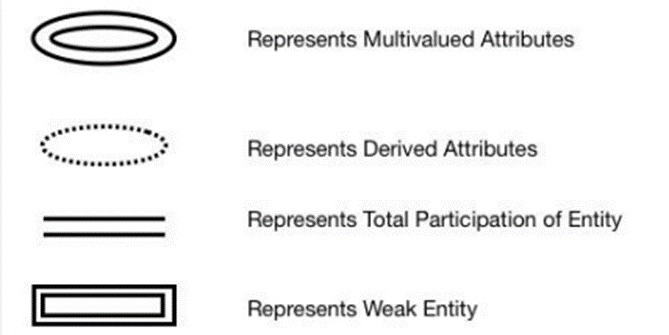 Represents Multivalued Attributes
Represents Derived Attributes
Represents Total Participation of Entity
Represents Weak Entity